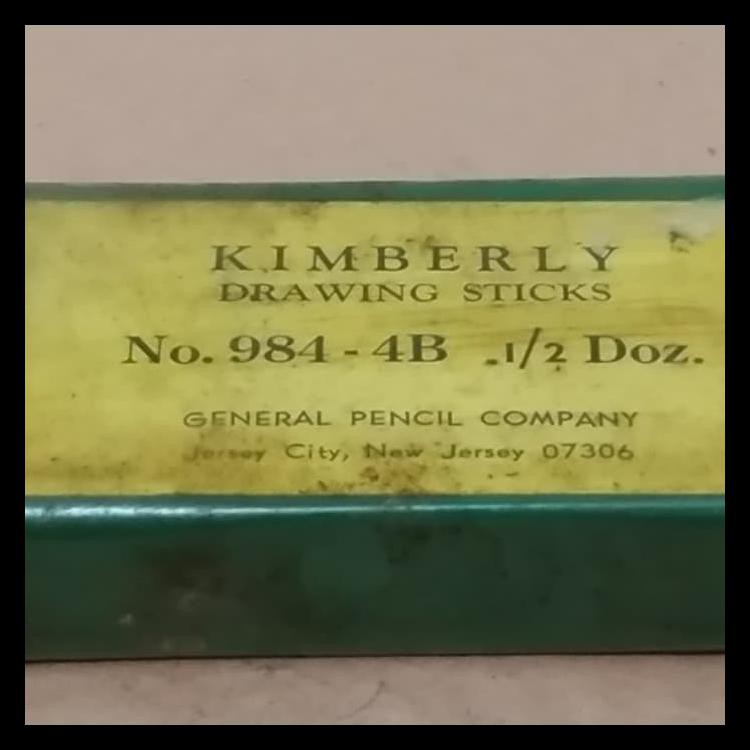 KIMBERLY
DRAWING STICKS
No. 984 - 4B .1/2 Doz.
GENERAL PENCIL COMPANY
Jersey City, New Jersey 07306